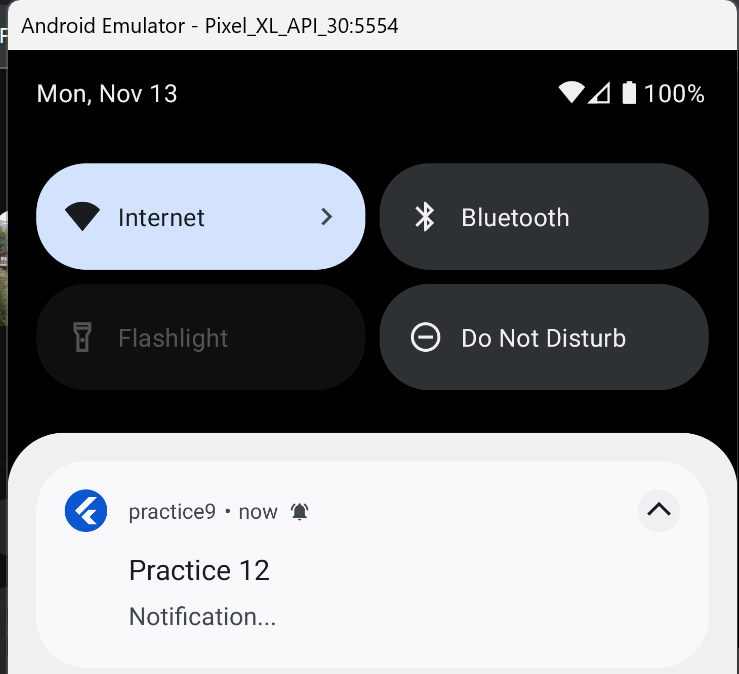 Android Emulator - Pixel_XL_API_30:5554
Mon, Nov 13 100%
Internet Bluetooth
Flashlight Do Not Disturb
practice9 • now
Practice 12
Notification...